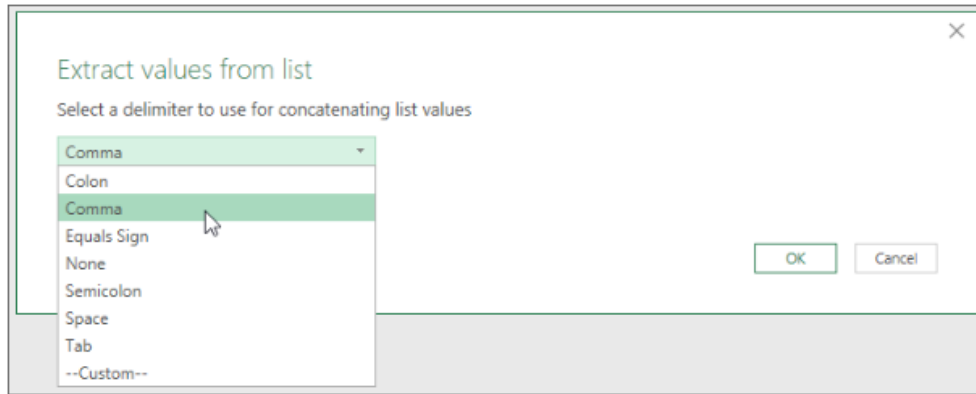 Extract values from list
Select a delimiter to use for concatenating list values
Comma
Colon
Comma
Equals Sign
None
OK
Cancel
Semicolon
Space
Tab
--Custom--